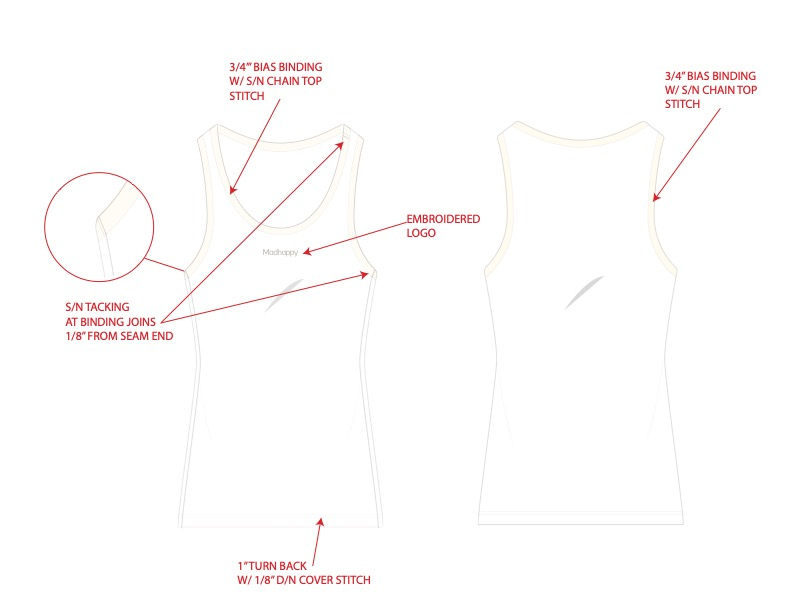 3/4’” BIAS BINDING
W/ S/N CHAIN TOP
STITCH
3/4” BIAS BINDING
W/ S/N CHAIN TOP
STITCH
EMBROIDERED
LOGO
Madhappy
S/N TACKING
AT BINDING JOINS
1/8” FROM SEAM END
1” TURN BACK
W/ 1/8” D/N COVER STITCH